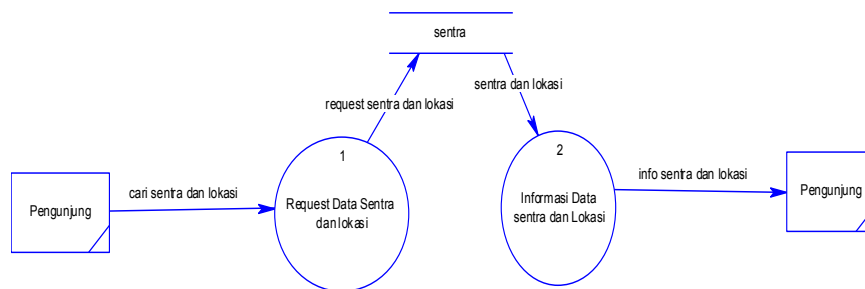 sentra
request sentra dan lokasi
sentra dan lokasi
Pengunjung
cari sentra dan lokasi
1
Request Data Sentra
dan lokasi
2
Informasi Data
sentra dan Lokasi
info sentra dan lokasi
Pengunjung